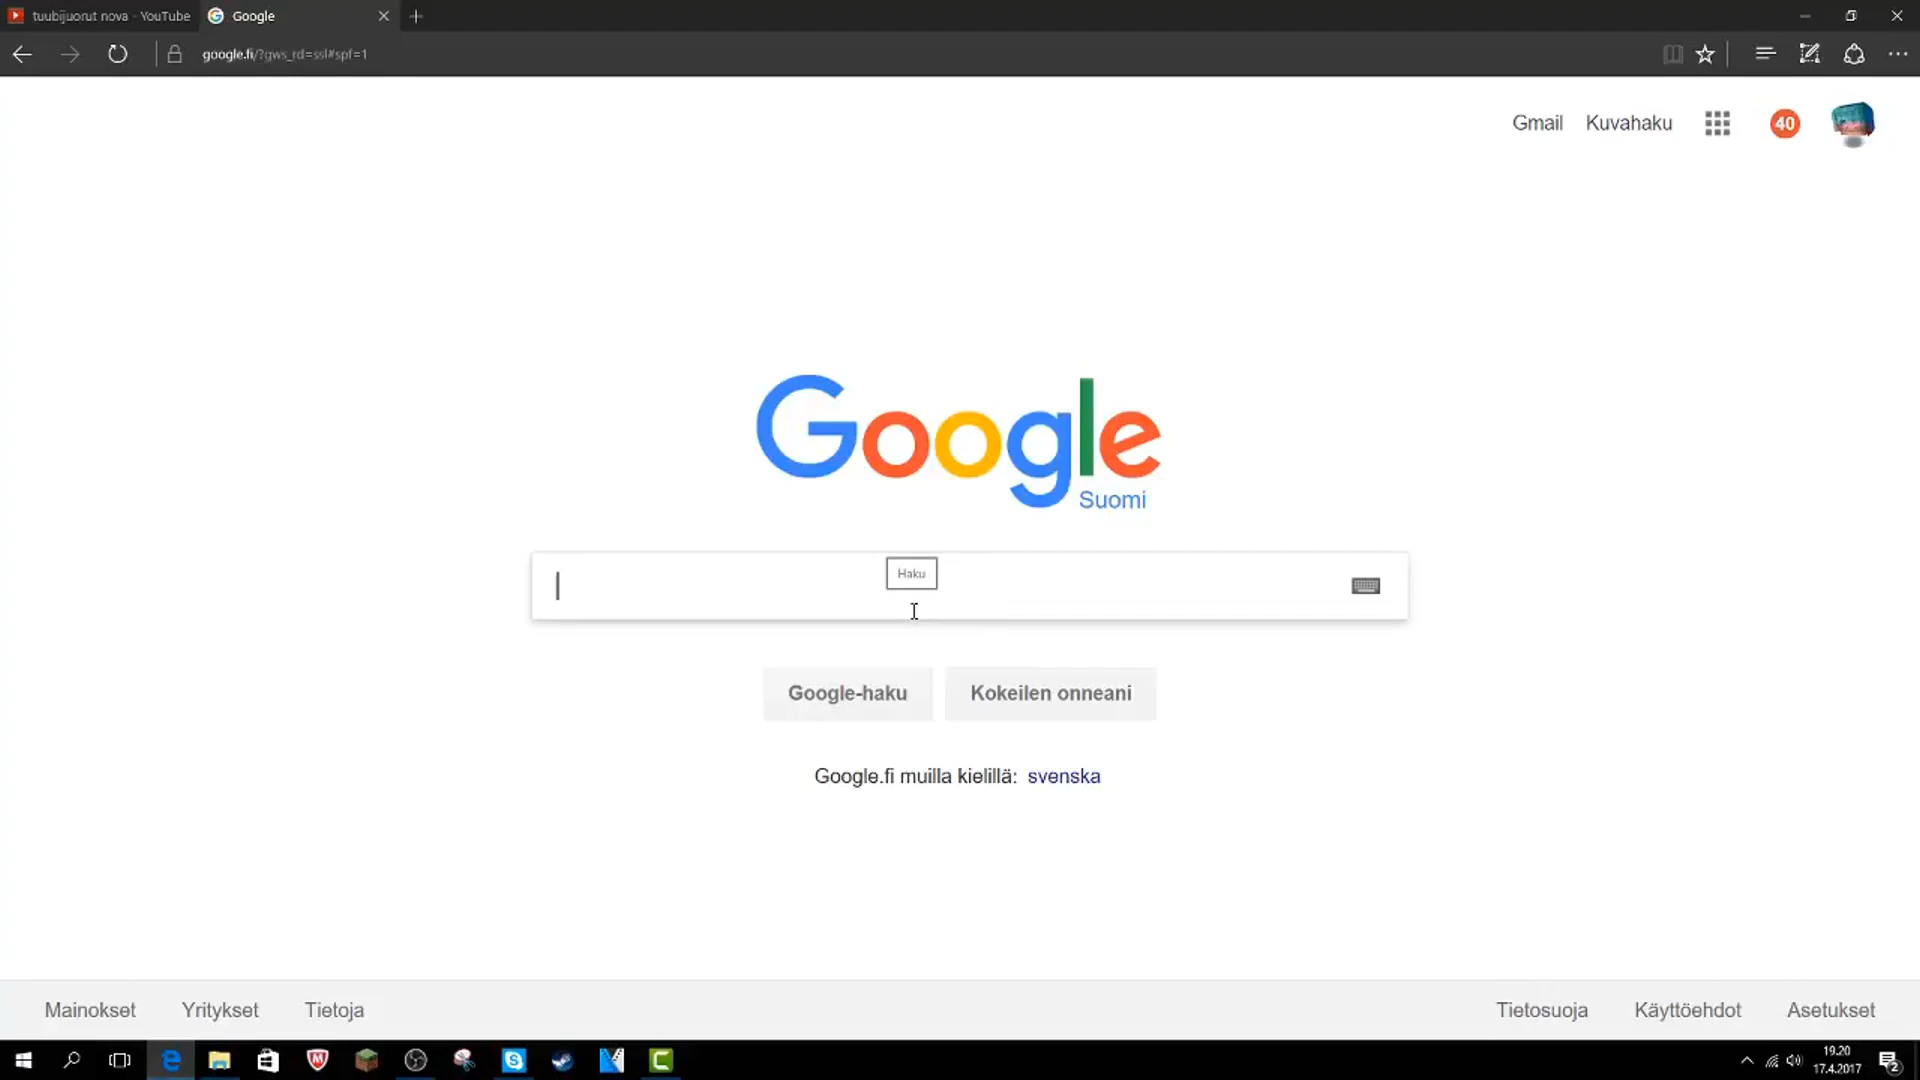 tuubijuorut nova - YouTube
Google
google.fi/?gws_rd=ssl#spf=1
Gmail
Kuvahaku
40
Google
Suomi
Haku
Google-haku
Kokeilen onneani
Google.fi muilla kielillä: svenska
Mainokset
Yritykset
Tietoja
Tietosuoja
Käyttöehdot
Asetukset
19.20
17.4.2017
2